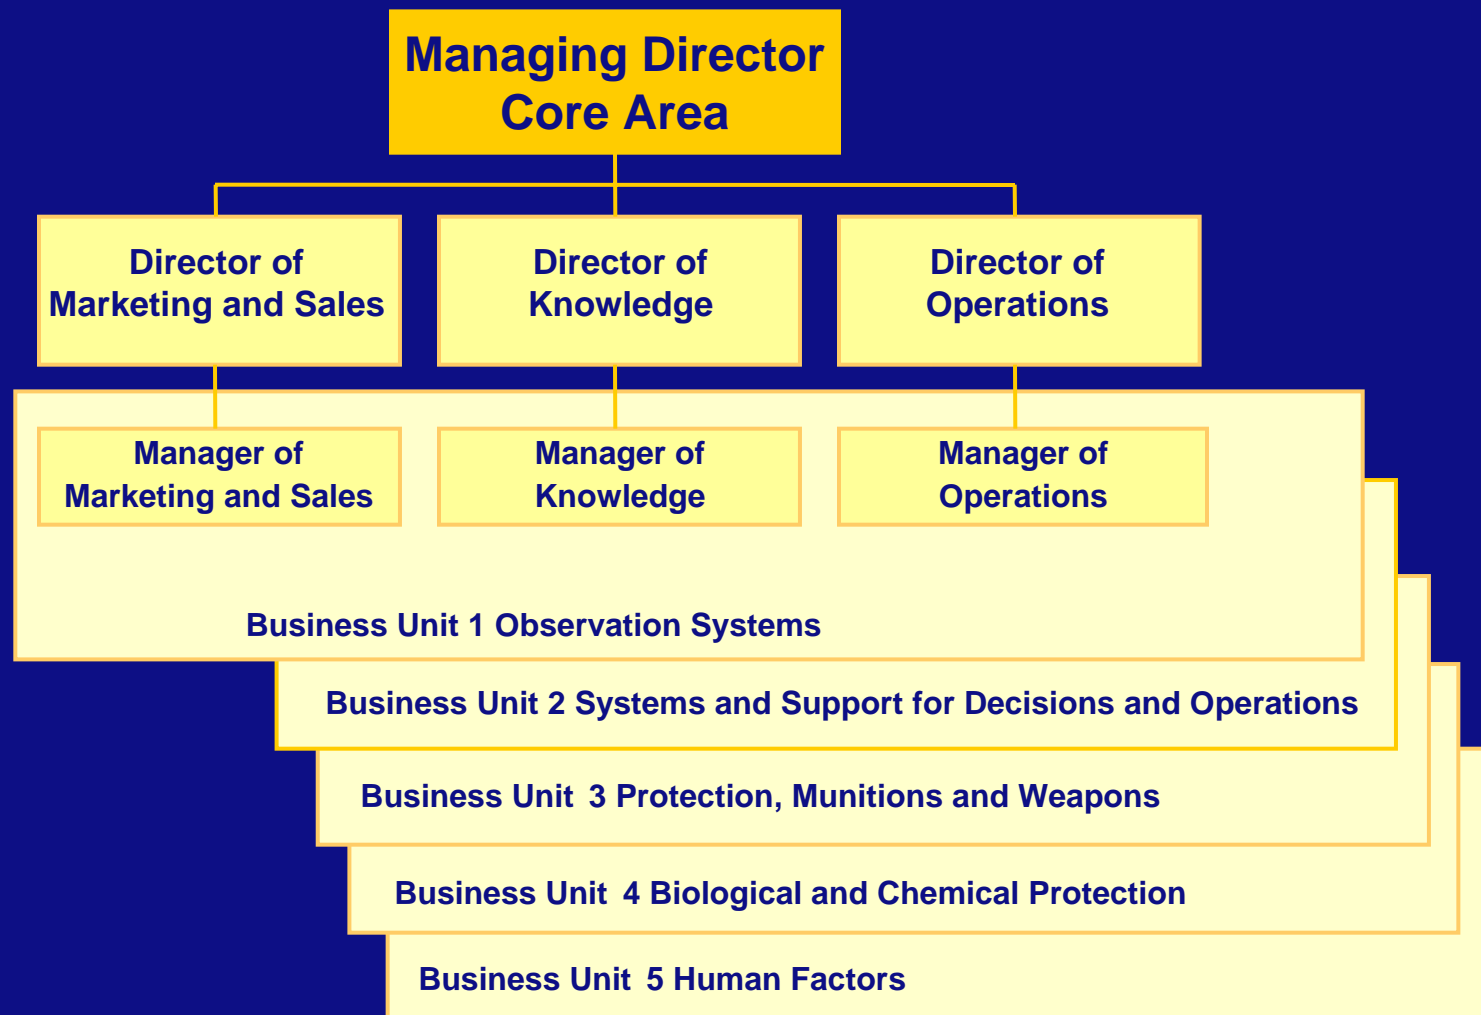 Managing Director
Core Area
Director of
Marketing and Sales
Director of
Knowledge
Director of
Operations
Manager of
Marketing and Sales
Manager of
Knowledge
Manager of
Operations
Business Unit 1 Observation Systems
Business Unit 2 Systems and Support for Decisions and Operations
Business Unit 3 Protection, Munitions and Weapons
Business Unit 4 Biological and Chemical Protection
Business Unit 5 Human Factors